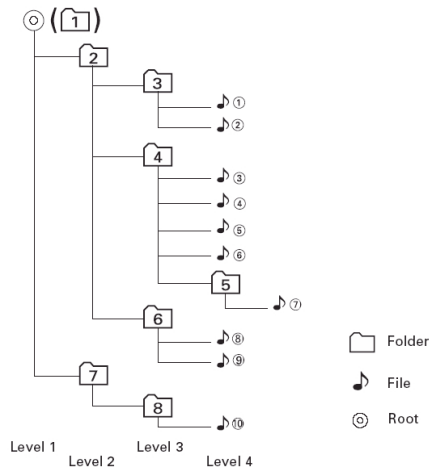 (1)
2
3
①
②
4
③
④
⑤
⑥
5
⑦
6
⑧
⑨
7
8
⑩
Folder
File
Root
Level 1
Level 2
Level 3
Level 4